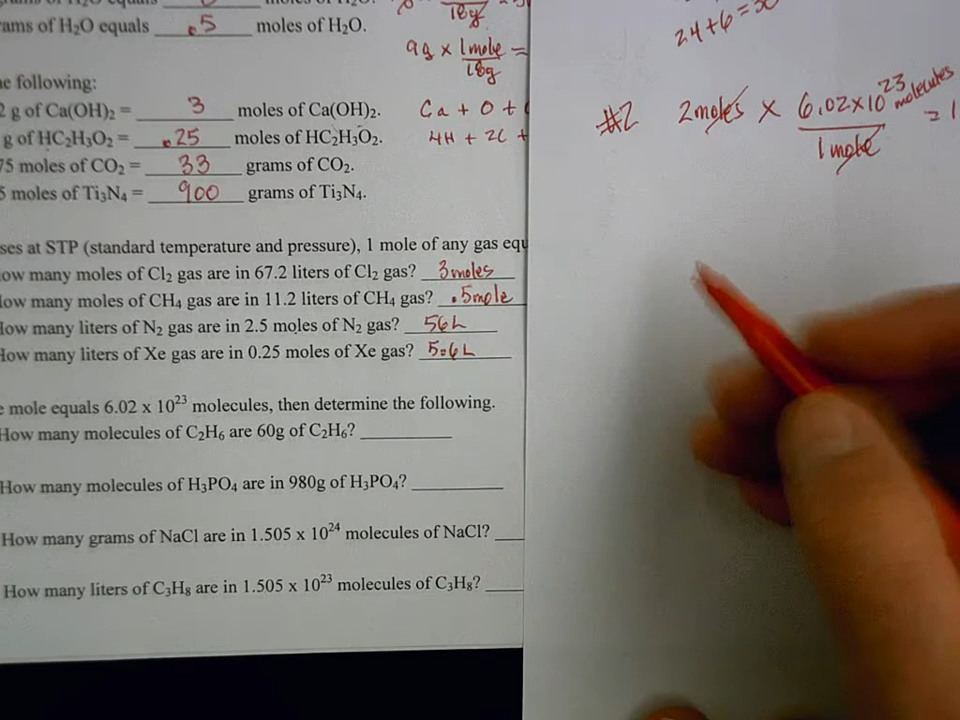 ams of H₂O equals .5 moles of H₂O.
18g
9g × 1mole =
18g
24+6=30
e following:
2 g of Ca(OH)₂ = 3 moles of Ca(OH)₂. Ca + O +
g of HC₂H₃O₂ = .25 moles of HC₂H₃O₂. 4H + 2C +
75 moles of CO₂ = 33 grams of CO₂.
5 moles of Ti₃N₄ = 900 grams of Ti₃N₄.
ses at STP (standard temperature and pressure), 1 mole of any gas equ
ow many moles of Cl₂ gas are in 67.2 liters of Cl₂ gas? 3moles
How many moles of CH₄ gas are in 11.2 liters of CH₄ gas? .5mole
How many liters of N₂ gas are in 2.5 moles of N₂ gas? 56L
How many liters of Xe gas are in 0.25 moles of Xe gas? 5.6L
e mole equals 6.02 x 10²³ molecules, then determine the following.
How many molecules of C₂H₆ are 60g of C₂H₆?
How many molecules of H₃PO₄ are in 980g of H₃PO₄?
How many grams of NaCl are in 1.505 x 10²⁴ molecules of NaCl?
How many liters of C₃H₈ are in 1.505 x 10²³ molecules of C₃H₈?
#2 2moles × 6.02×10²³ molecules = 1
1mole